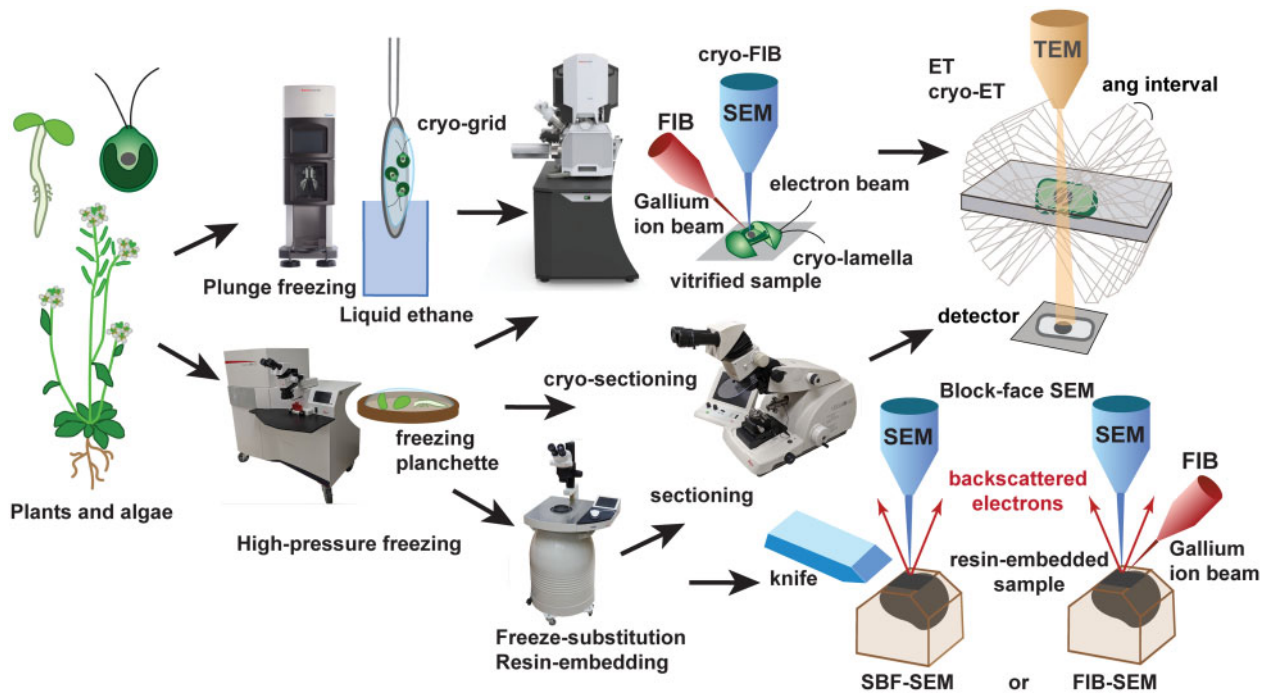 Plants and algae
Plunge freezing
cryo-grid
Liquid ethane
cryo-FIB
SEM
FIB
Gallium
ion beam
electron beam
cryo-lamella
vitrified sample
ET
cryo-ET
TEM
ang interval
detector
High-pressure freezing
freezing
planchette
cryo-sectioning
sectioning
Freeze-substitution
Resin-embedding
Block-face SEM
knife
SEM
backscattered
electrons
resin-embedded
sample
SEM
FIB
Gallium
ion beam
SBF-SEM
or
FIB-SEM